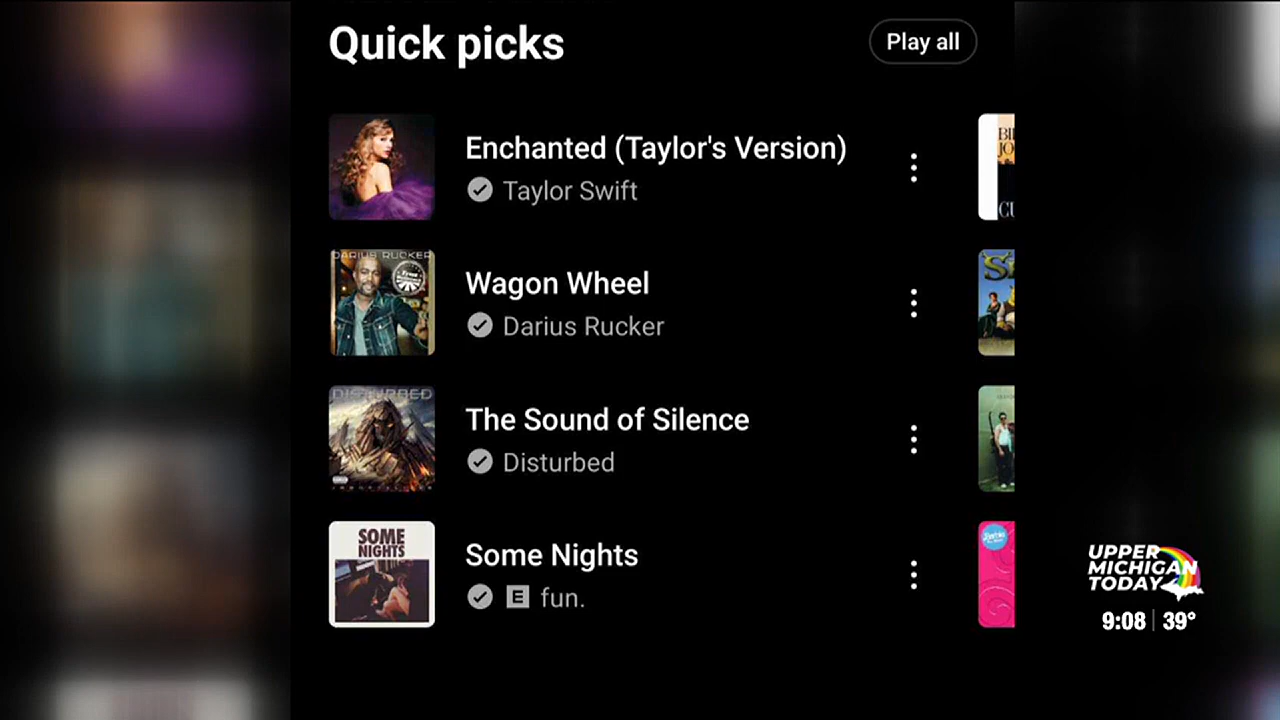 Quick picks
Play all
Enchanted (Taylor's Version)
Taylor Swift
DARIUS RUCKER
Wagon Wheel
Darius Rucker
DISTURBED
The Sound of Silence
Disturbed
SOME
NIGHTS
Some Nights
E fun.
UPPER
MICHIGAN
TODAY
9:08 39°